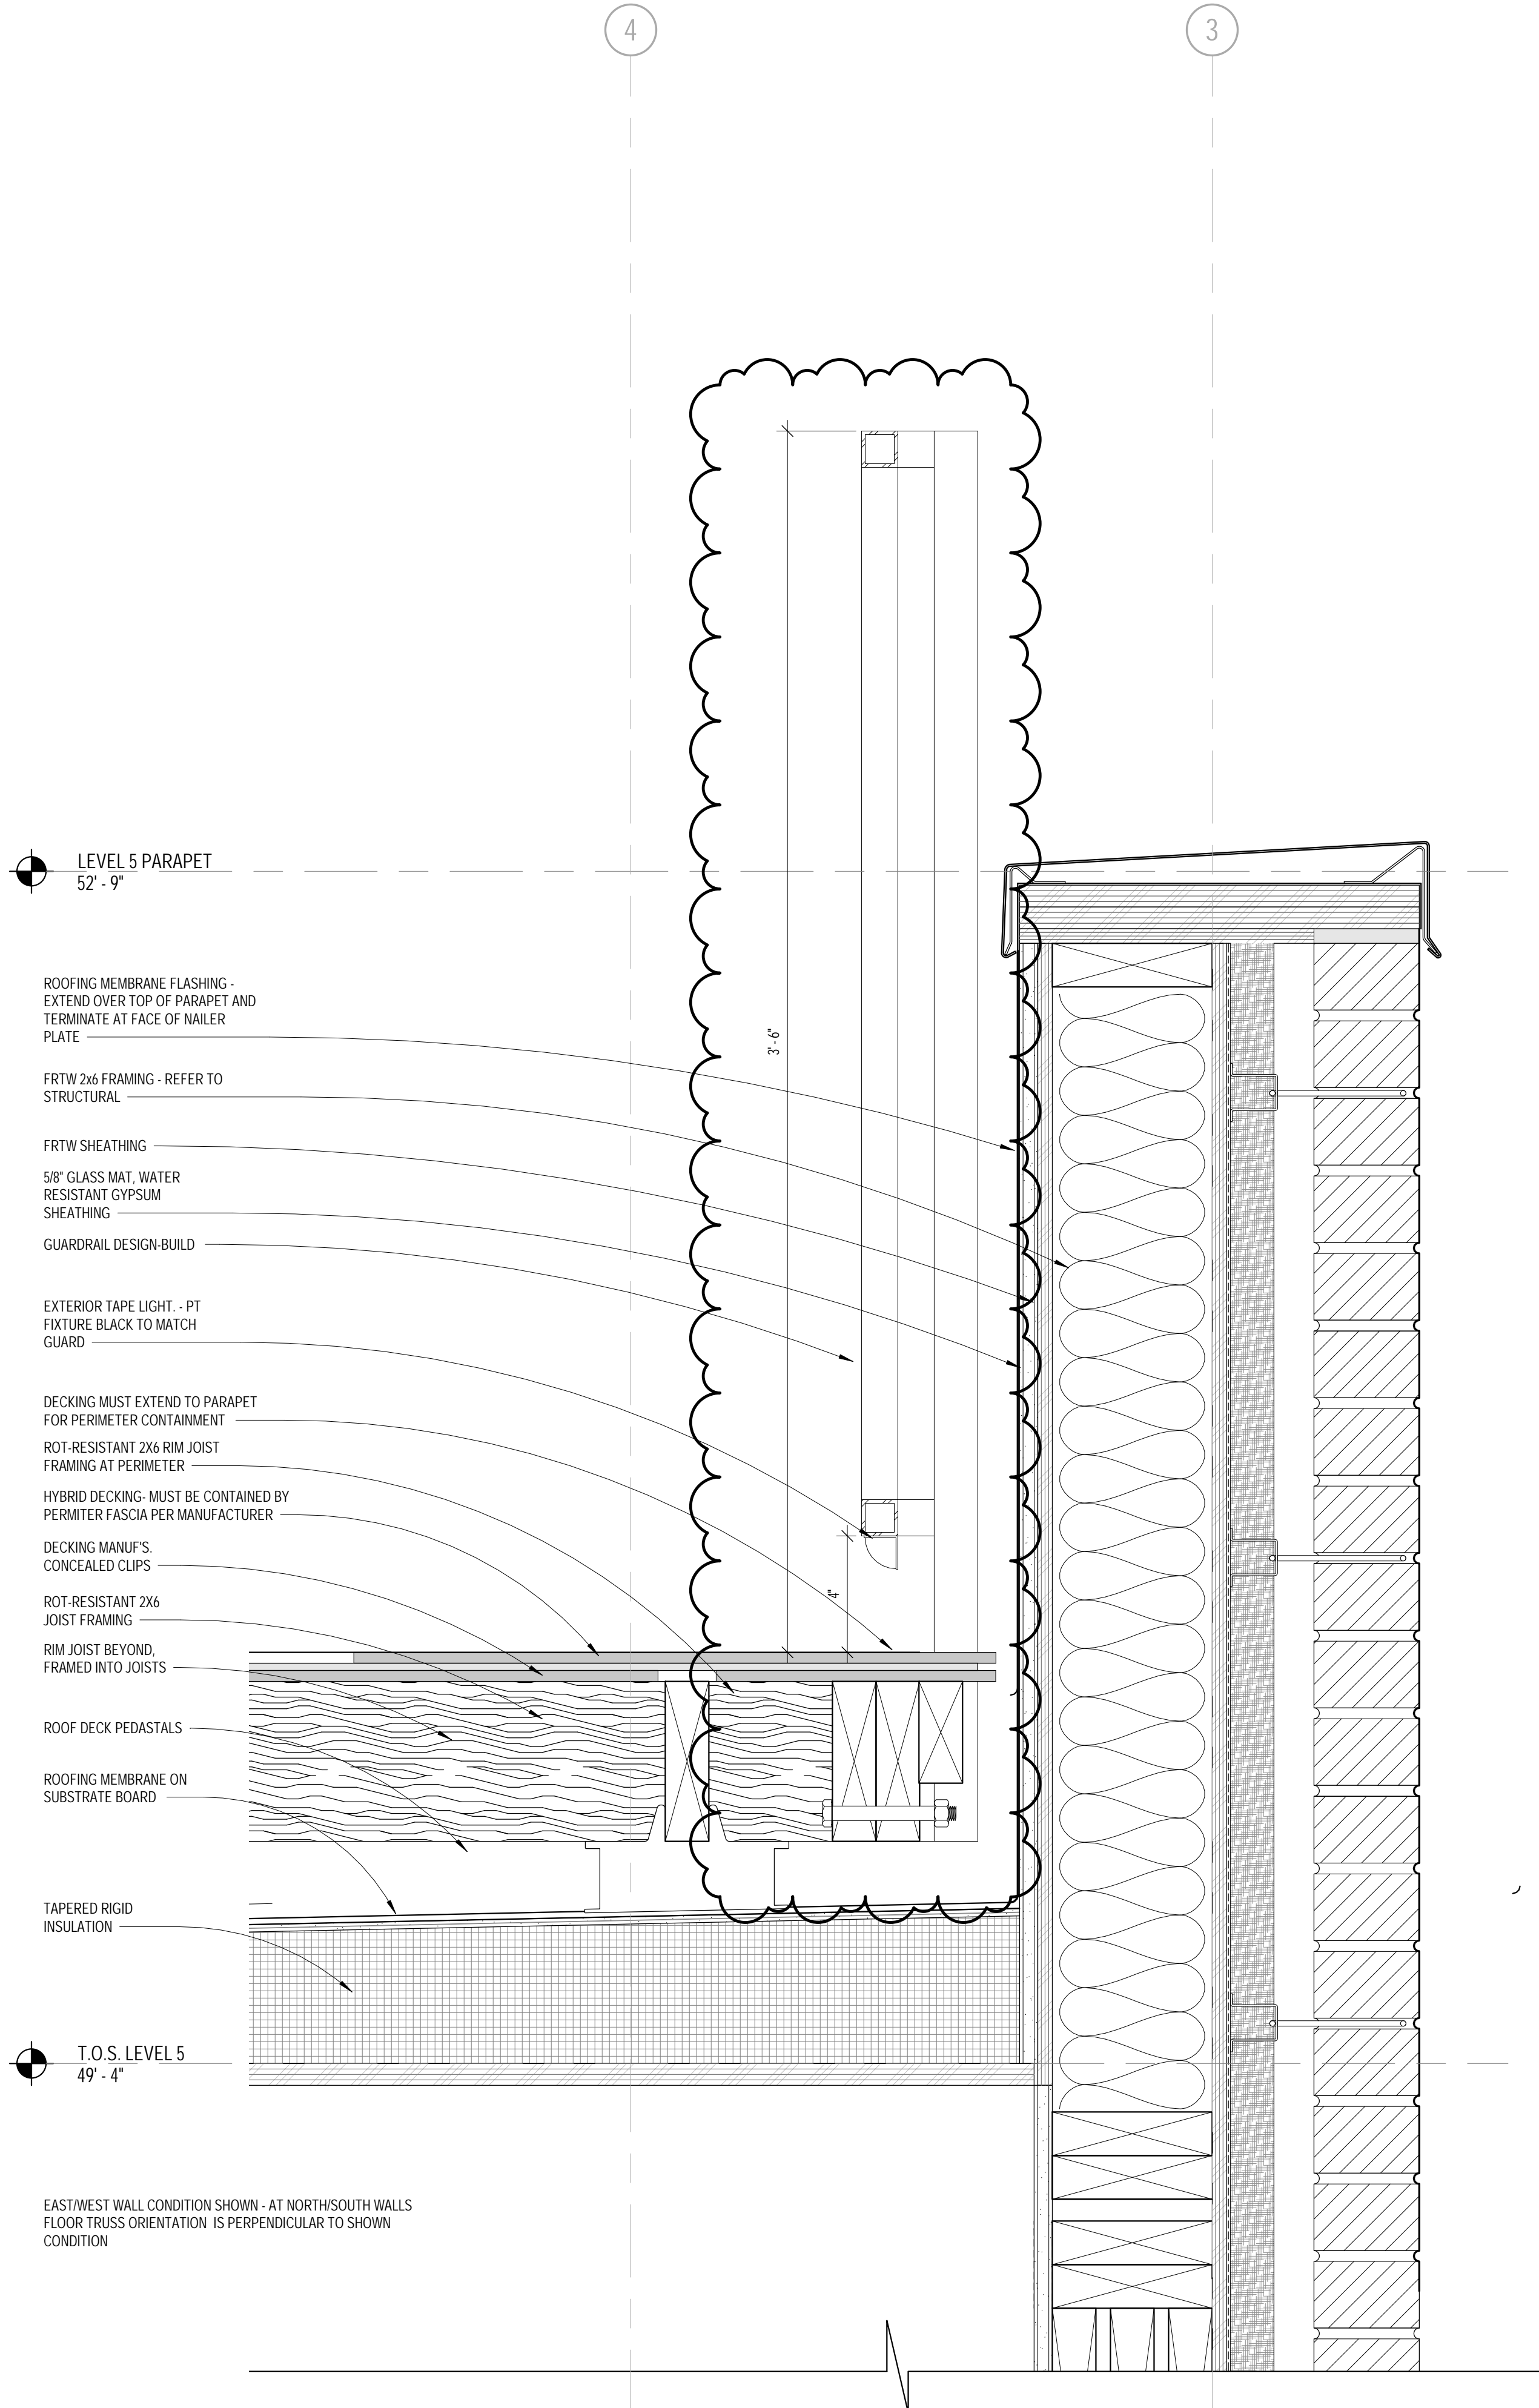 4
3
LEVEL 5 PARAPET
52' - 9"
ROOFING MEMBRANE FLASHING -
EXTEND OVER TOP OF PARAPET AND
TERMINATE AT FACE OF NAILER
PLATE
3' - 6"
FRTW 2x6 FRAMING - REFER TO
STRUCTURAL
FRTW SHEATHING
5/8" GLASS MAT, WATER
RESISTANT GYPSUM
SHEATHING
GUARDRAIL DESIGN-BUILD
EXTERIOR TAPE LIGHT. - PT
FIXTURE BLACK TO MATCH
GUARD
DECKING MUST EXTEND TO PARAPET
FOR PERIMETER CONTAINMENT
ROT-RESISTANT 2X6 RIM JOIST
FRAMING AT PERIMETER
HYBRID DECKING- MUST BE CONTAINED BY
PERMITER FASCIA PER MANUFACTURER
DECKING MANUF'S.
CONCEALED CLIPS
4"
ROT-RESISTANT 2X6
JOIST FRAMING
RIM JOIST BEYOND,
FRAMED INTO JOISTS
ROOF DECK PEDASTALS
ROOFING MEMBRANE ON
SUBSTRATE BOARD
TAPERED RIGID
INSULATION
T.O.S. LEVEL 5
49' - 4"
EAST/WEST WALL CONDITION SHOWN - AT NORTH/SOUTH WALLS
FLOOR TRUSS ORIENTATION IS PERPENDICULAR TO SHOWN
CONDITION